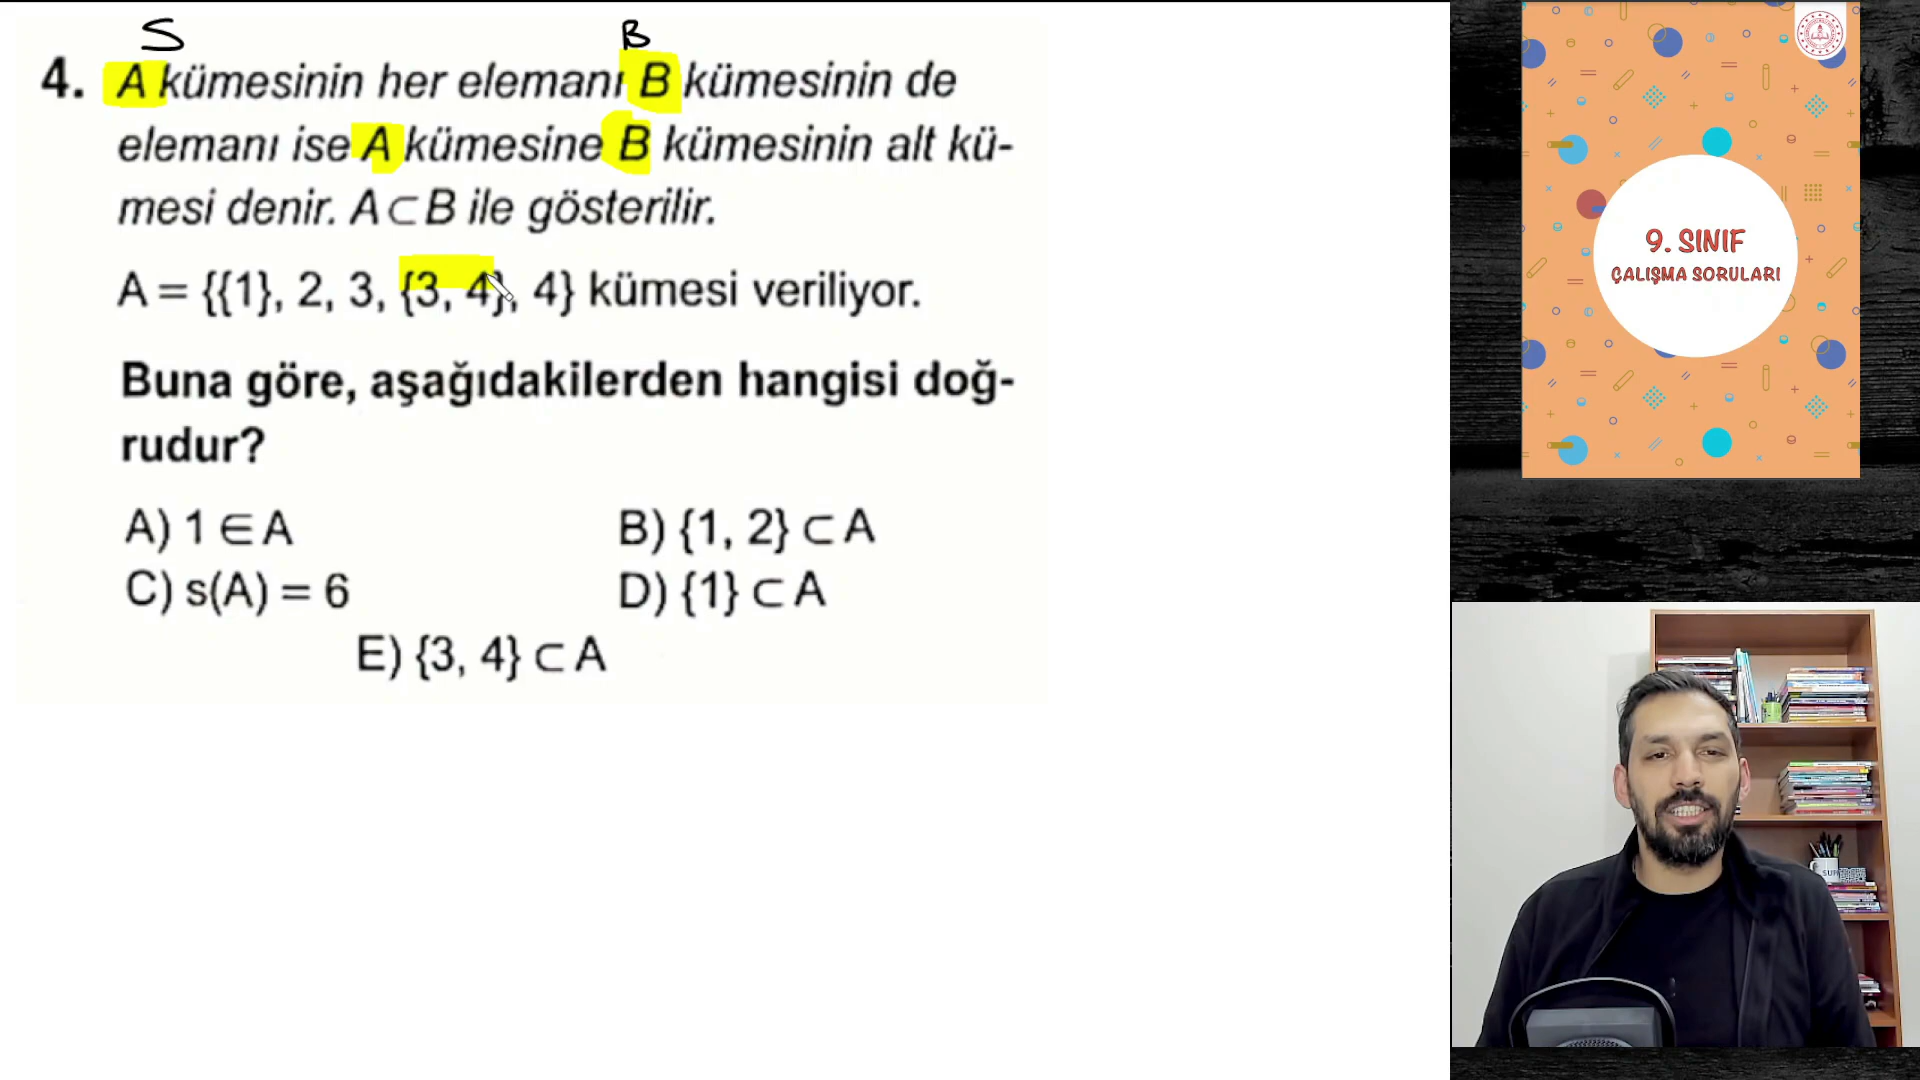 S B
4. A kümesinin her elemanı B kümesinin de
elemanı ise A kümesine B kümesinin alt kü-
mesi denir. A ⊂ B ile gösterilir.
A = {{1}, 2, 3, {3, 4}, 4} kümesi veriliyor.
Buna göre, aşağıdakilerden hangisi doğ-
rudur?
A) 1 ∈ A B) {1, 2} ⊂ A
C) s(A) = 6 D) {1} ⊂ A
E) {3, 4} ⊂ A
9. SINIF
ÇALIŞMA SORULARI
SUP